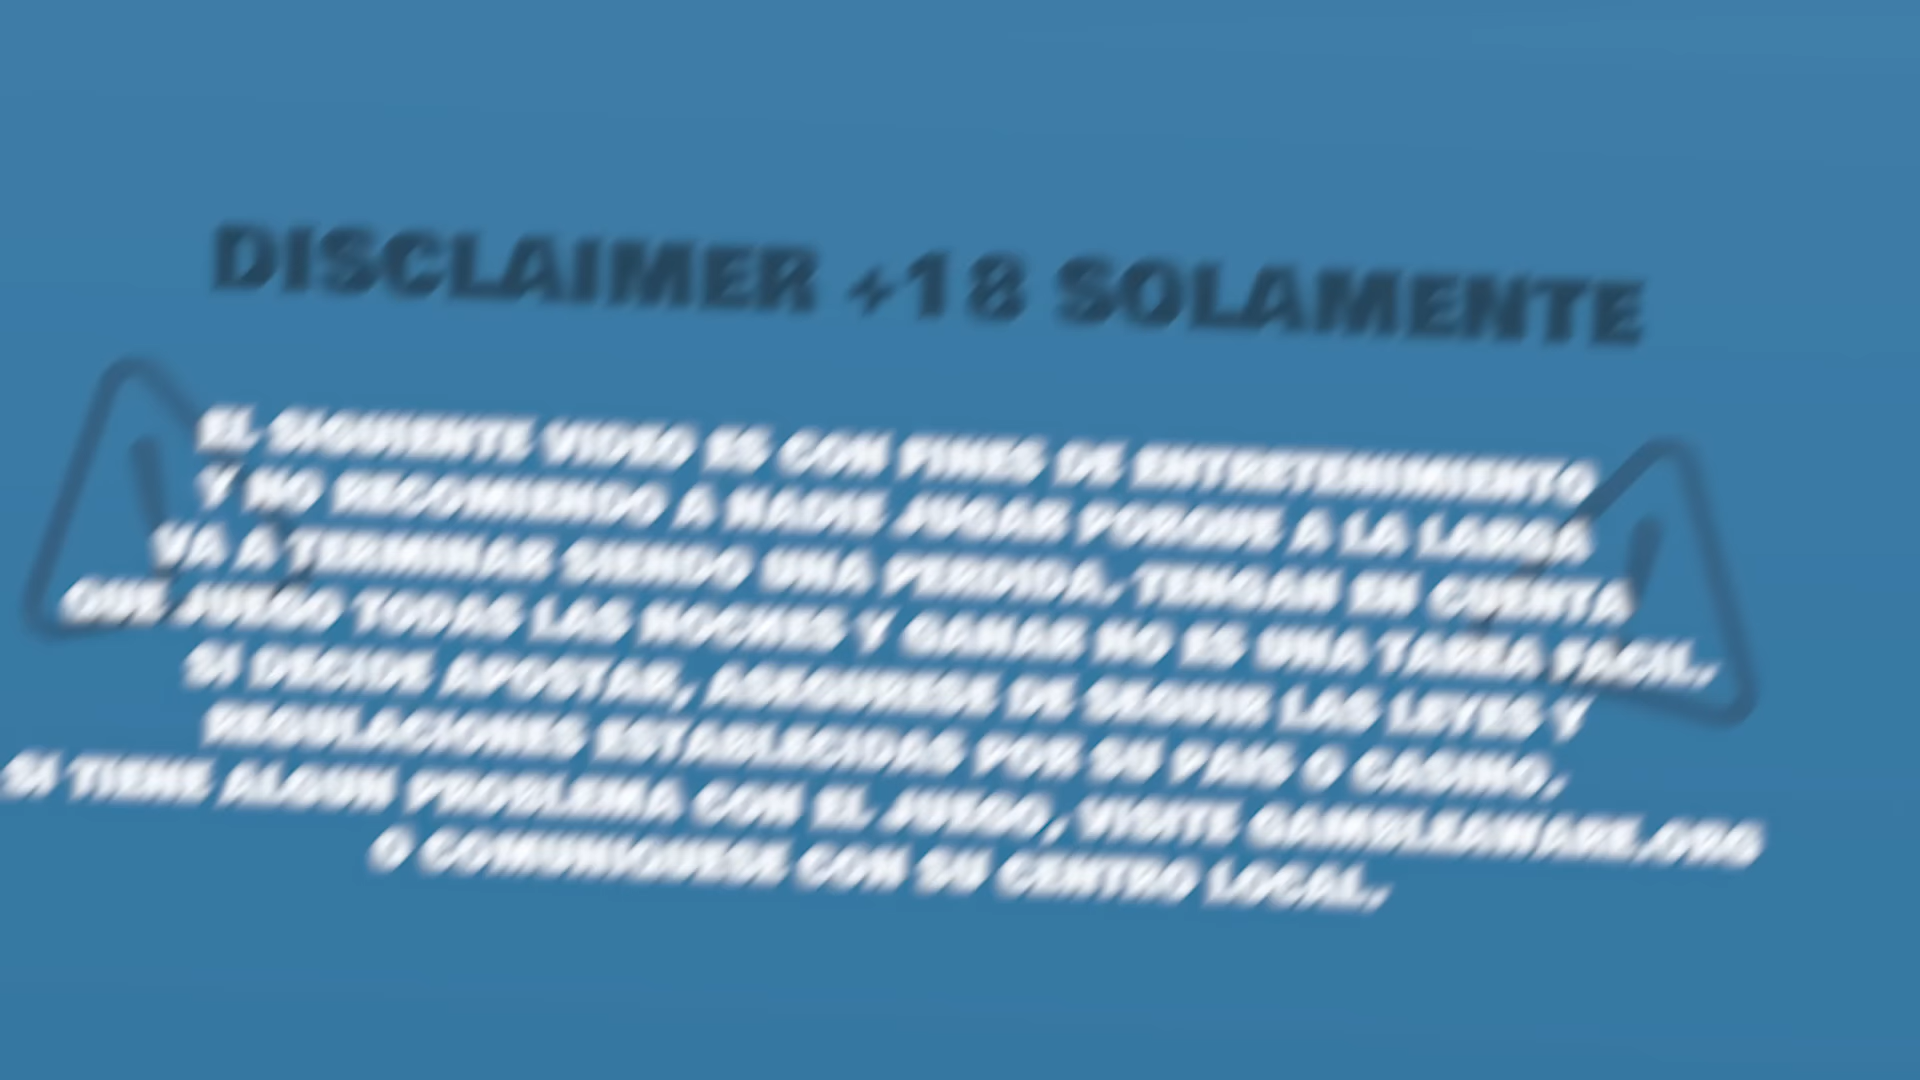 DISCLAIMER +18 SOLAMENTE
EL SIGUIENTE VIDEO ES CON FINES DE ENTRETENIMIENTO
Y NO RECOMIENDO A NADIE JUGAR PORQUE A LA LARGA
VA A TERMINAR SIENDO UNA PERDIDA, TENGAN EN CUENTA
QUE JUEGO TODAS LAS NOCHES Y GANAR NO ES UNA TAREA FACIL,
SI DECIDE APOSTAR, ASEGURESE DE SEGUIR LAS LEYES Y
REGULACIONES ESTABLECIDAS POR SU PAIS O CASINO,
SI TIENE ALGUN PROBLEMA CON EL JUEGO, VISITE GAMBLEAWARE.ORG
O COMUNIQUESE CON SU CENTRO LOCAL,